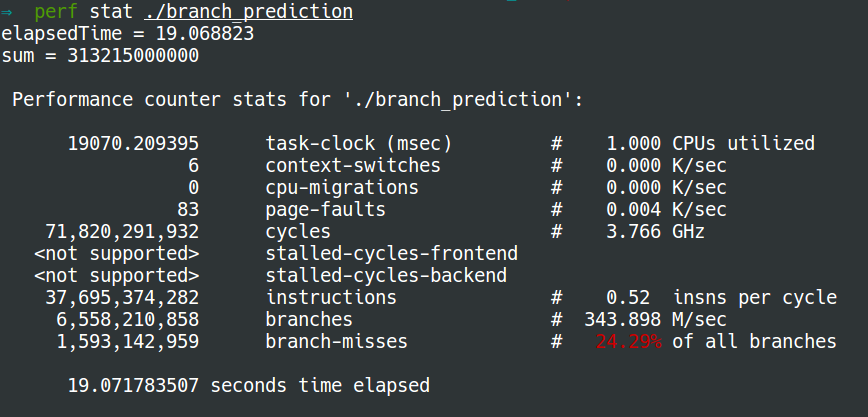 ⇒ perf stat ./branch_prediction
elapsedTime = 19.068823
sum = 313215000000
Performance counter stats for './branch_prediction':
19070.209395 task-clock (msec) # 1.000 CPUs utilized
6 context-switches # 0.000 K/sec
0 cpu-migrations # 0.000 K/sec
83 page-faults # 0.004 K/sec
71,820,291,932 cycles # 3.766 GHz
<not supported> stalled-cycles-frontend
<not supported> stalled-cycles-backend
37,695,374,282 instructions # 0.52 insns per cycle
6,558,210,858 branches # 343.898 M/sec
1,593,142,959 branch-misses # 24.29% of all branches
19.071783507 seconds time elapsed